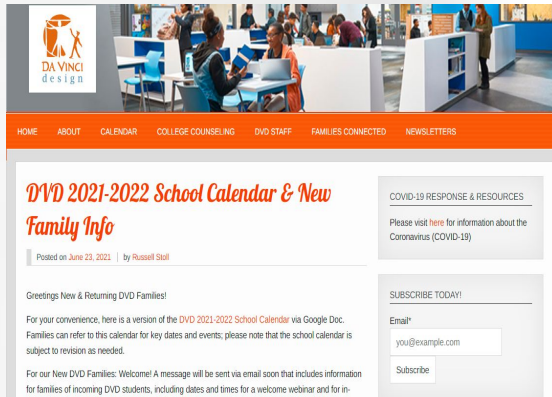 DA VINCI
design
HOME ABOUT CALENDAR COLLEGE COUNSELING DVD STAFF FAMILIES CONNECTED NEWSLETTERS
DVD 2021-2022 School Calendar & New
Family Info
Posted on June 23, 2021 | by Russell Stoll
Greetings New & Returning DVD Families!
For your convenience, here is a version of the DVD 2021-2022 School Calendar via Google Doc.
Families can refer to this calendar for key dates and events; please note that the school calendar is
subject to revision as needed.
For our New DVD Families: Welcome! A message will be sent via email soon that includes information
for families of incoming DVD students, including dates and times for a welcome webinar and for in-
COVID-19 RESPONSE & RESOURCES
Please visit here for information about the
Coronavirus (COVID-19)
SUBSCRIBE TODAY!
Email*
you@example.com
Subscribe